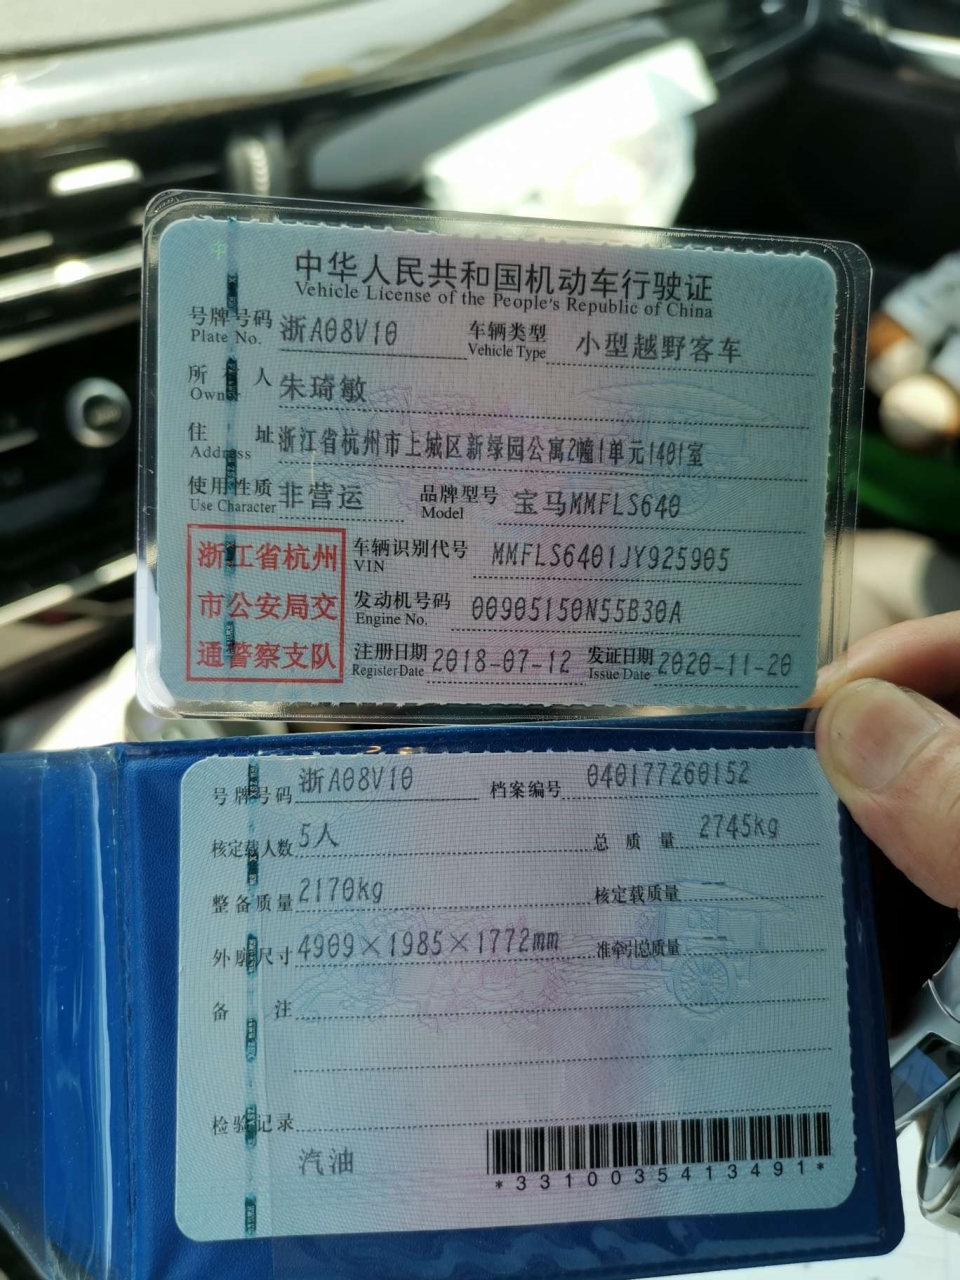 中华人民共和国机动车行驶证
Vehicle License of the People's Republic of China
号牌号码 浙A08V10 车辆类型 小型越野客车
Plate No. Vehicle Type
所有人 朱琦敏
Owner
住址 浙江省杭州市上城区新绿园公寓2幢1单元1401室
Address
使用性质 非营运 品牌型号 宝马MMFLS640
Use Character Model
浙江省杭州
市公安局交
通警察支队
车辆识别代号 MMFLS6401JY925905
VIN
发动机号码 00905150N55B30A
Engine No.
注册日期 2018-07-12 发证日期 2020-11-20
Register Date Issue Date
号牌号码 浙A08V10 档案编号 040177260152
核定载人数 5人 总质量 2745kg
整备质量 2170kg 核定载质量 --
外廓尺寸 4909×1985×1772mm 准牵引总质量 --
备注
检验记录
汽油
*3310035413491*